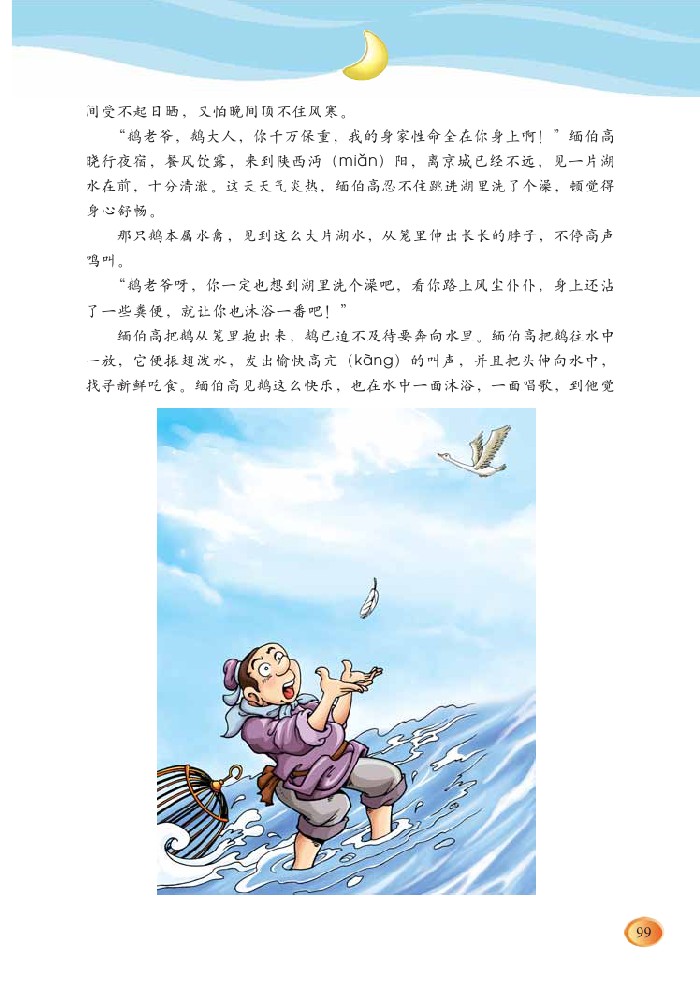 间受不起日晒，又怕晚间顶不住风寒。
“鹅老爷，鹅大人，你千万保重，我的身家性命全在你身上啊！”缅伯高
晓行夜宿，餐风饮露，来到陕西沔（miǎn）阳，离京城已经不远，见一片湖
水在前，十分清澈。这天天气炎热，缅伯高忍不住跳进湖里洗了个澡，顿觉得
身心舒畅。
那只鹅本属水禽，见到这么大片湖水，从笼里伸出长长的脖子，不停高声
鸣叫。
“鹅老爷呀，你一定也想到湖里洗个澡吧，看你路上风尘仆仆，身上还沾
了一些粪便，就让你也沐浴一番吧！”
缅伯高把鹅从笼里抱出来，鹅已迫不及待要奔向水里。缅伯高把鹅往水中
一放，它便振翅泼水，发出愉快高亢（kàng）的叫声，并且把头伸向水中，
找寻新鲜吃食。缅伯高见鹅这么快乐，也在水中一面沐浴，一面唱歌，到他觉
99